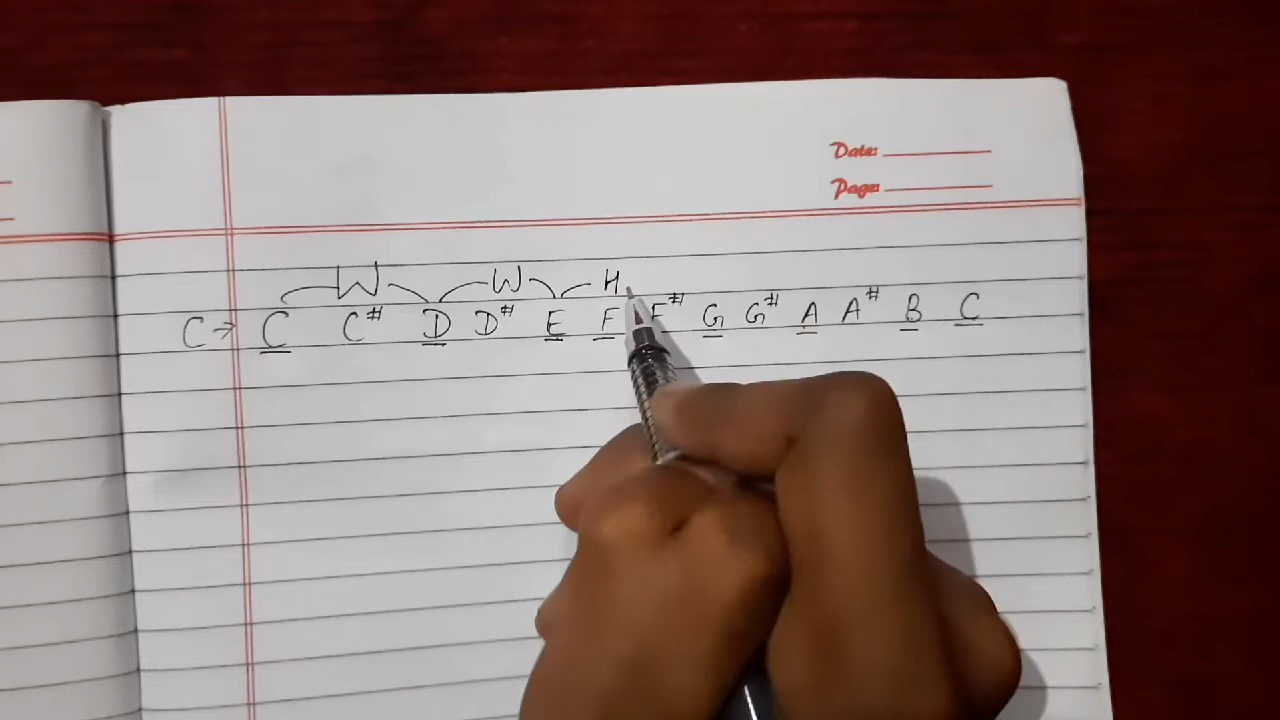 Date:
Page:
W W H
C → C C# D D# E F F# G G# A A# B C